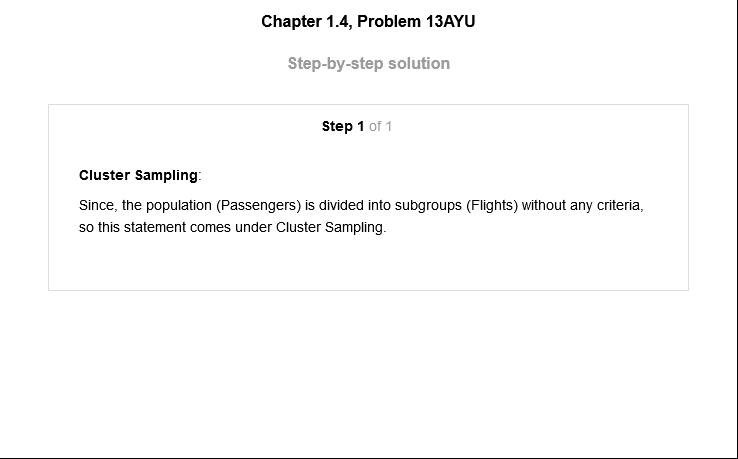 Chapter 1.4, Problem 13AYU
Step-by-step solution
Step 1 of 1
Cluster Sampling:
Since, the population (Passengers) is divided into subgroups (Flights) without any criteria,
so this statement comes under Cluster Sampling.